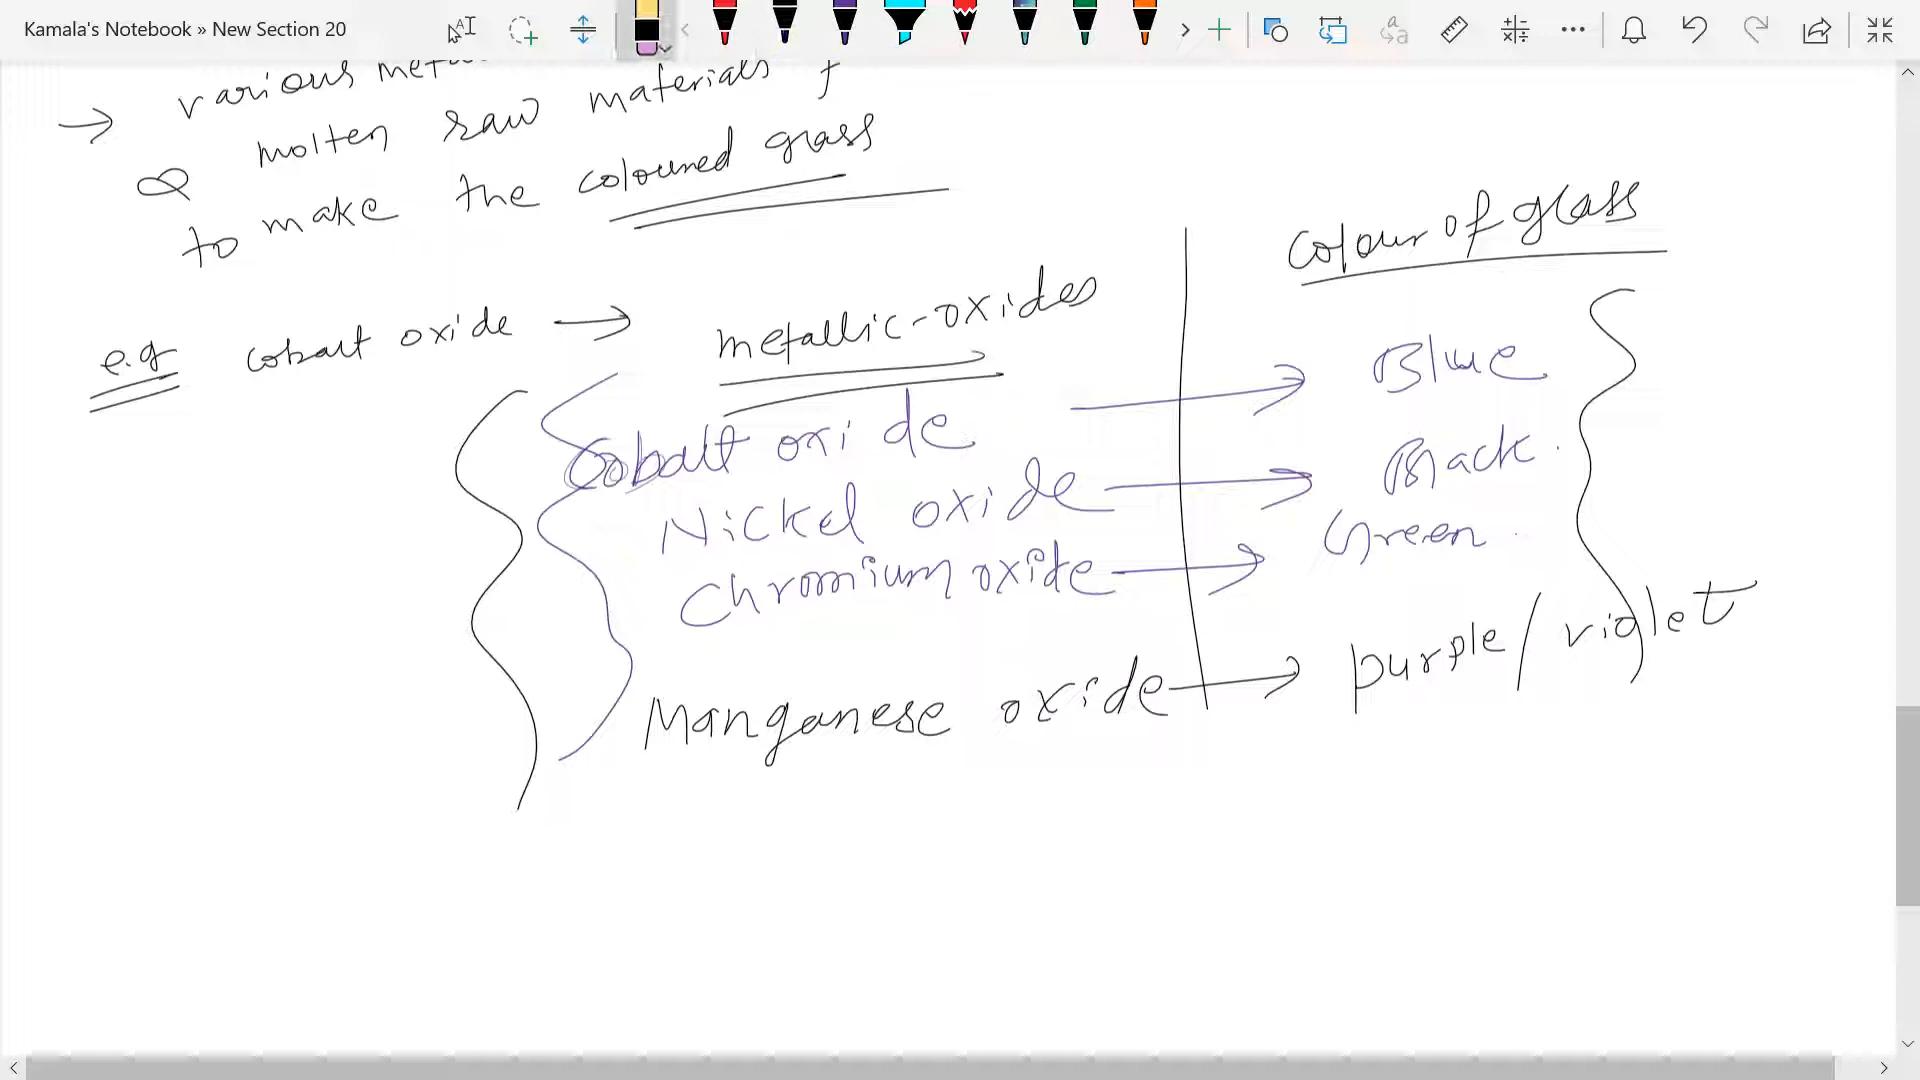 Kamala's Notebook » New Section 20
→ various
& molten raw materials
to make the coloured grass
colour of glass
e.g cobalt oxide → metallic-oxides
Cobalt oxide → Blue
Nickel oxide → Black.
Chromium oxide → Green.
Manganese oxide → purple/violet